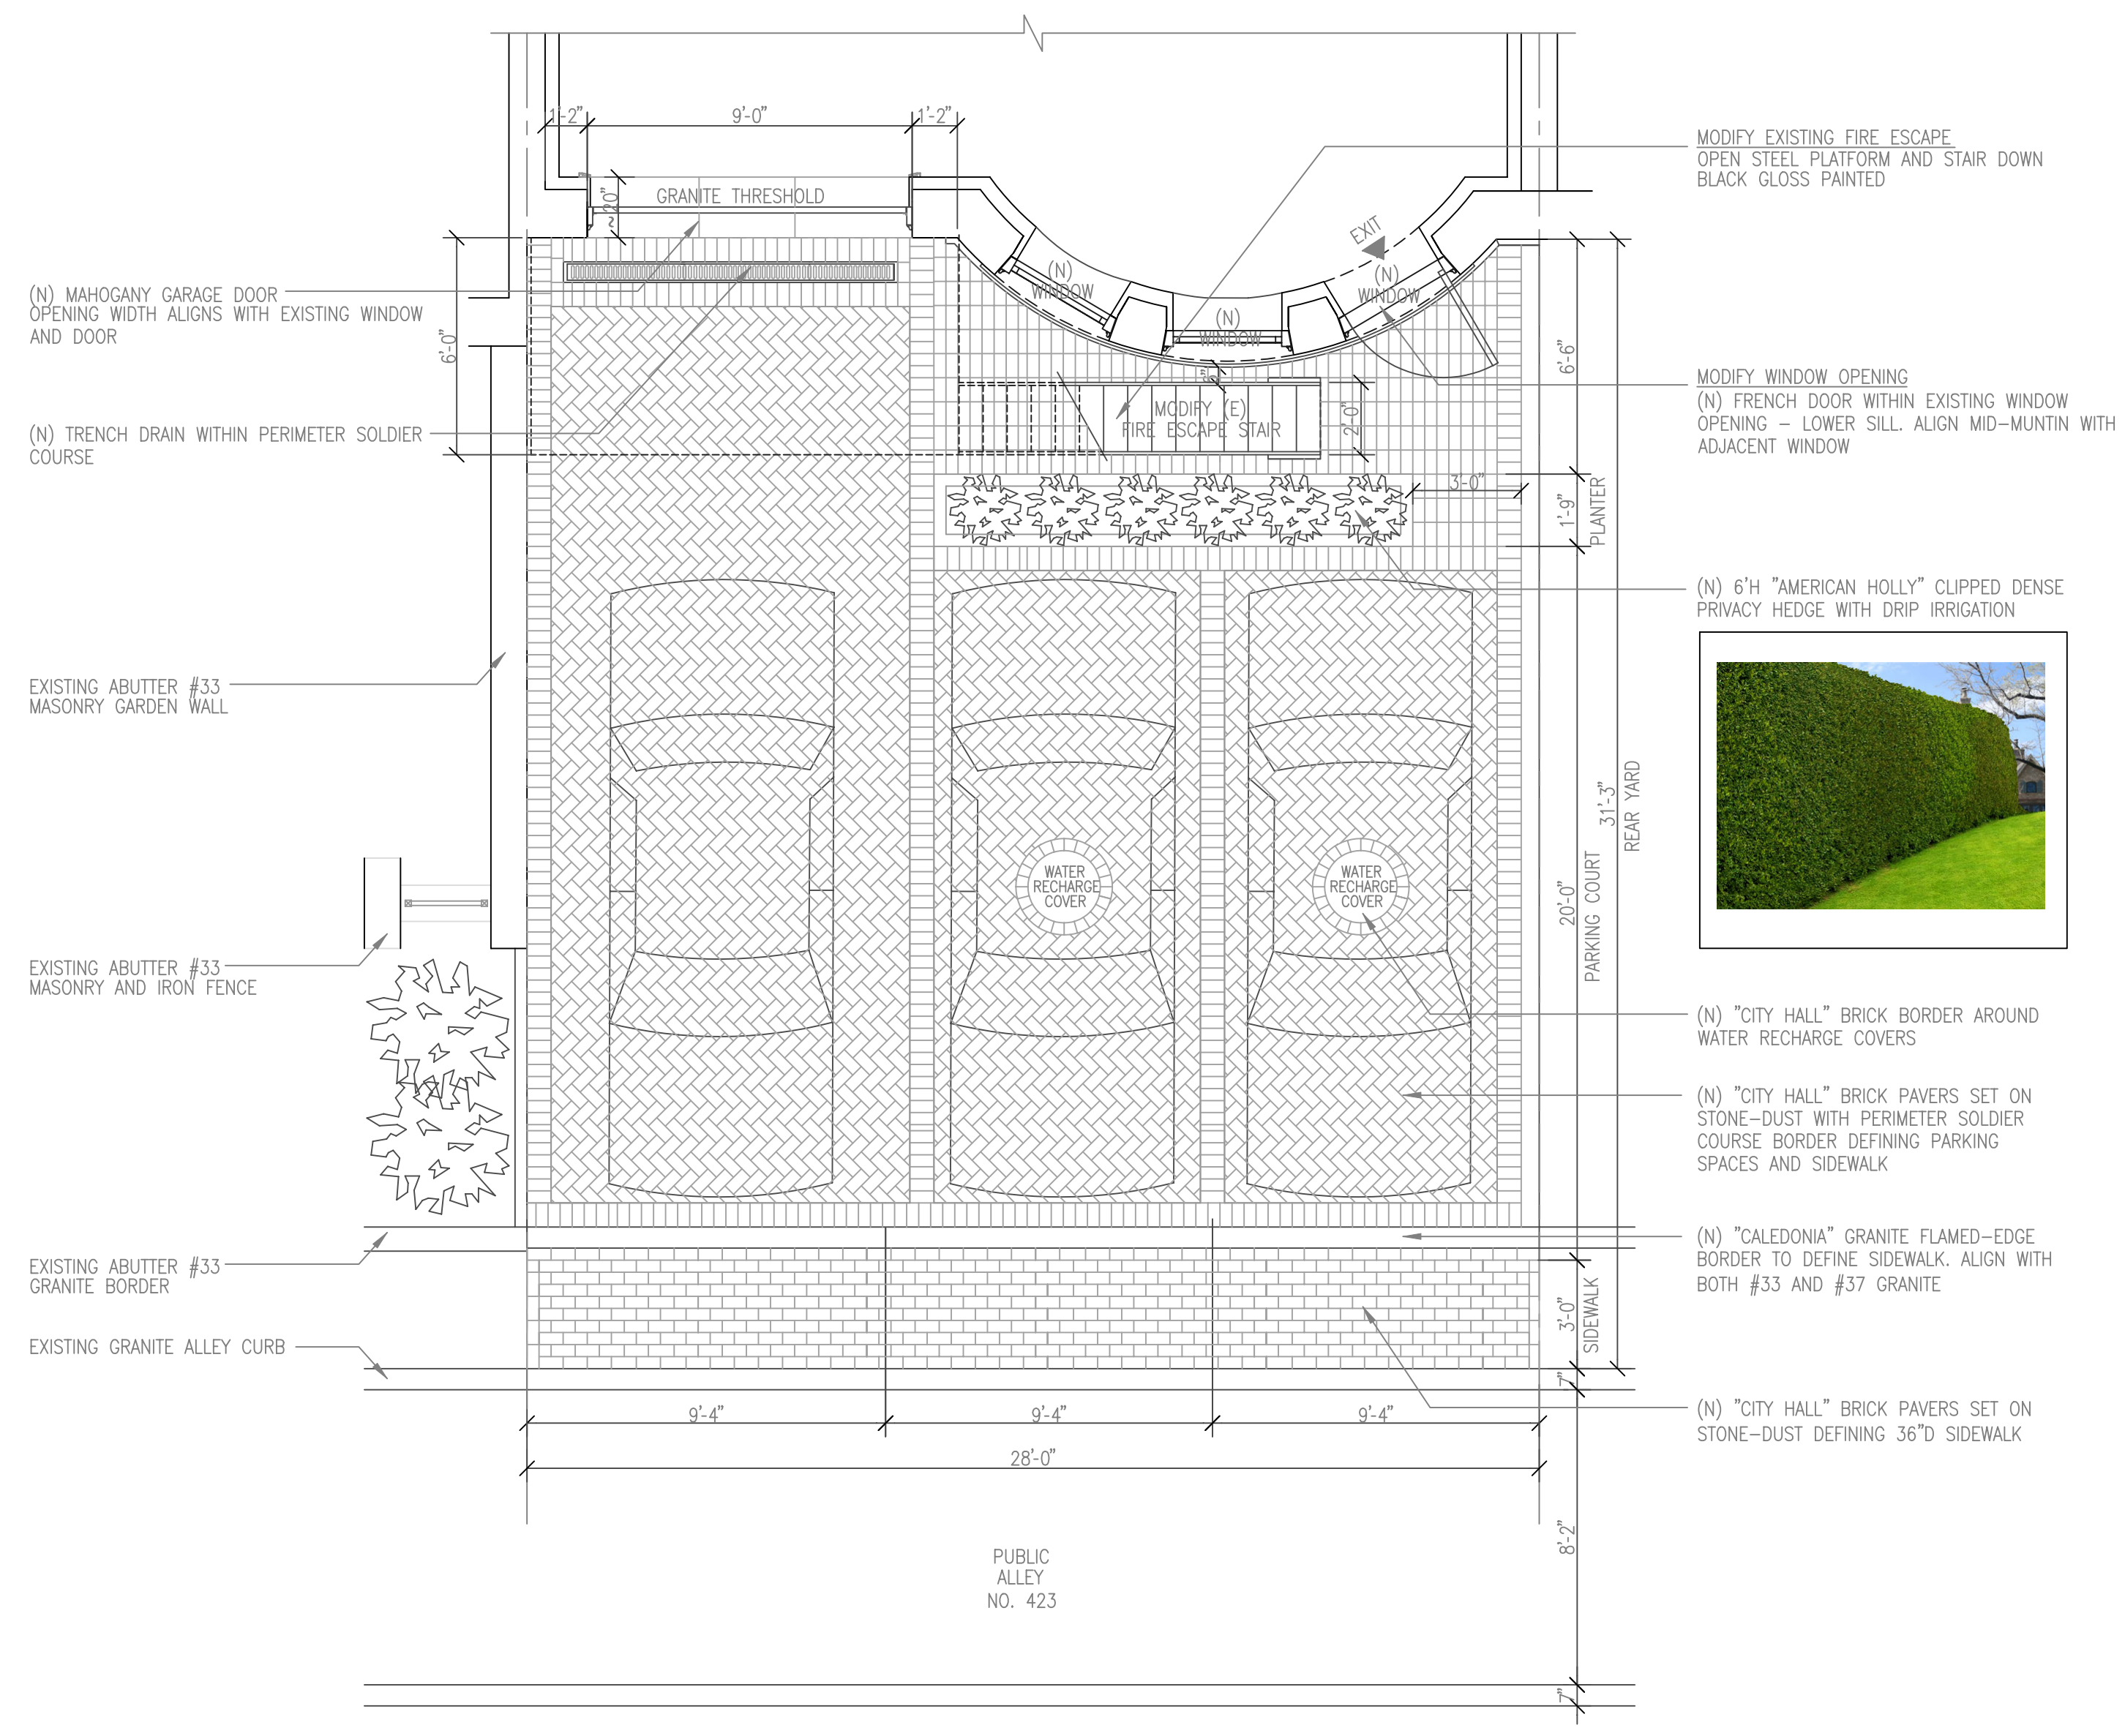 1'-2"
9'-0"
1'-2"
GRANITE THRESHOLD
~20"
EXIT
(N)
WINDOW
(N)
WINDOW
(N)
WINDOW
6"
MODIFY (E)
FIRE ESCAPE STAIR
2'-0"
3'-0"
6'-0"
(N) MAHOGANY GARAGE DOOR
OPENING WIDTH ALIGNS WITH EXISTING WINDOW
AND DOOR
(N) TRENCH DRAIN WITHIN PERIMETER SOLDIER
COURSE
EXISTING ABUTTER #33
MASONRY GARDEN WALL
EXISTING ABUTTER #33
MASONRY AND IRON FENCE
EXISTING ABUTTER #33
GRANITE BORDER
EXISTING GRANITE ALLEY CURB
WATER
RECHARGE
COVER
WATER
RECHARGE
COVER
6'-6"
1'-9"
PLANTER
20'-0"
PARKING COURT
31'-3"
REAR YARD
3'-0"
SIDEWALK
7"
8'-2"
7"
MODIFY EXISTING FIRE ESCAPE
OPEN STEEL PLATFORM AND STAIR DOWN
BLACK GLOSS PAINTED
MODIFY WINDOW OPENING
(N) FRENCH DOOR WITHIN EXISTING WINDOW
OPENING – LOWER SILL. ALIGN MID–MUNTIN WITH
ADJACENT WINDOW
(N) 6'H "AMERICAN HOLLY" CLIPPED DENSE
PRIVACY HEDGE WITH DRIP IRRIGATION
(N) "CITY HALL" BRICK BORDER AROUND
WATER RECHARGE COVERS
(N) "CITY HALL" BRICK PAVERS SET ON
STONE–DUST WITH PERIMETER SOLDIER
COURSE BORDER DEFINING PARKING
SPACES AND SIDEWALK
(N) "CALEDONIA" GRANITE FLAMED–EDGE
BORDER TO DEFINE SIDEWALK. ALIGN WITH
BOTH #33 AND #37 GRANITE
(N) "CITY HALL" BRICK PAVERS SET ON
STONE–DUST DEFINING 36"D SIDEWALK
9'-4"
9'-4"
9'-4"
28'-0"
PUBLIC
ALLEY
NO. 423